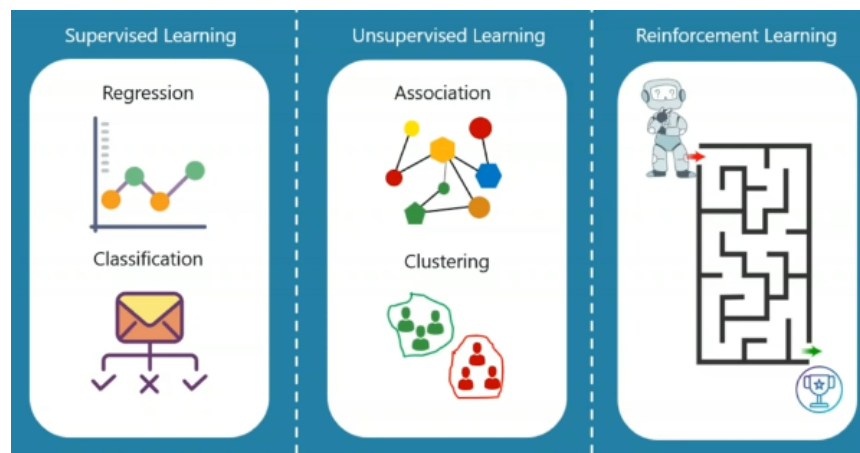 Supervised Learning
Regression
Classification
Unsupervised Learning
Association
Clustering
Reinforcement Learning